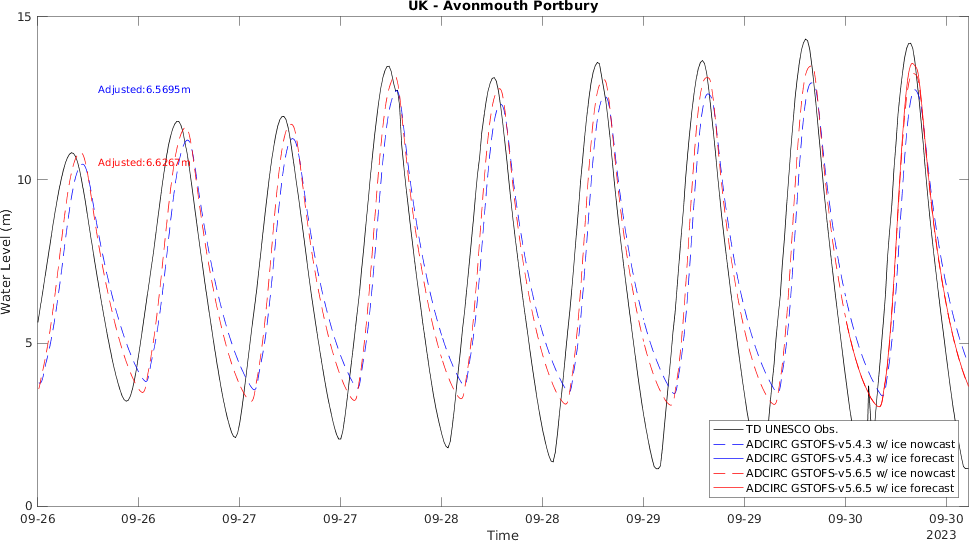 UK - Avonmouth Portbury
15
10
5
0
Water Level (m)
Adjusted:6.5695m
Adjusted:6.6267m
TD UNESCO Obs.
ADCIRC GSTOFS-v5.4.3 w/ ice nowcast
ADCIRC GSTOFS-v5.4.3 w/ ice forecast
ADCIRC GSTOFS-v5.6.5 w/ ice nowcast
ADCIRC GSTOFS-v5.6.5 w/ ice forecast
09-26 09-26 09-27 09-27 09-28 09-28 09-29 09-29 09-30 09-30
2023
Time